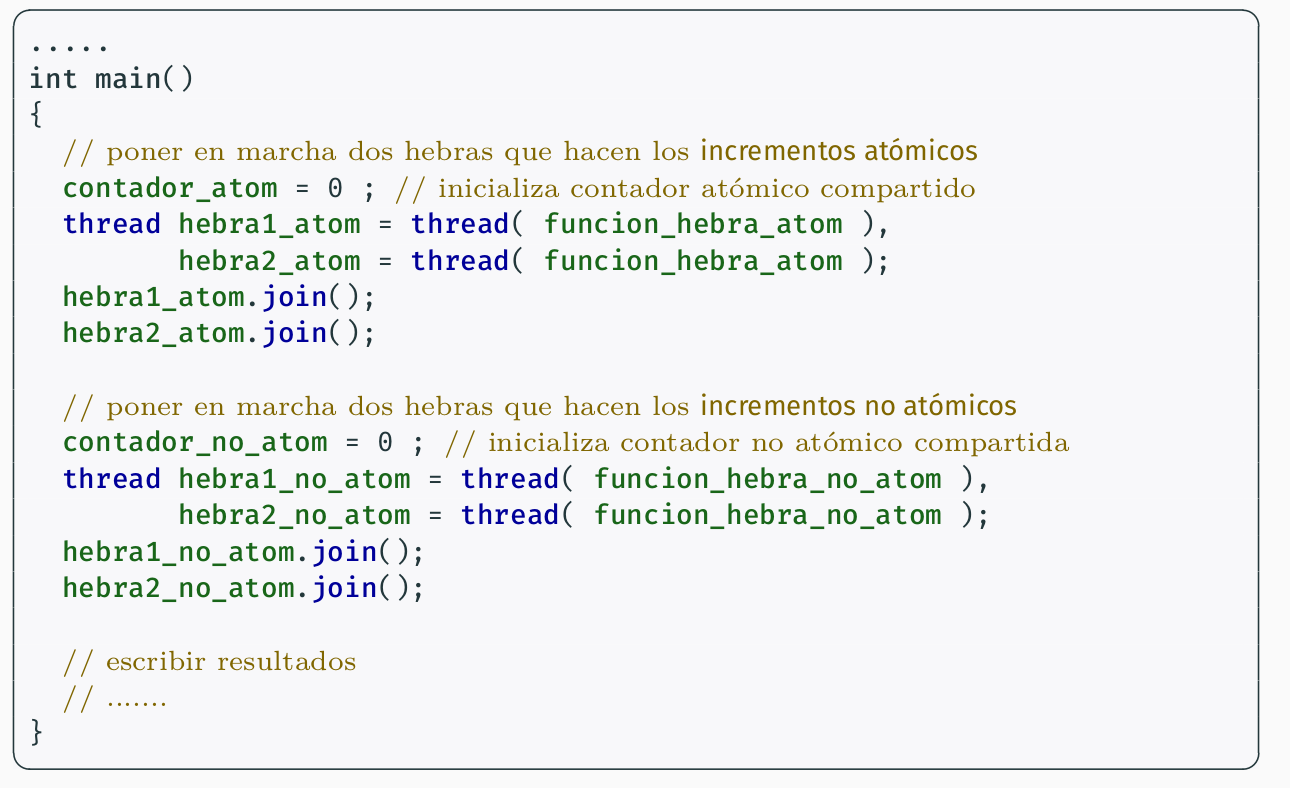 .....
int main()
{
  // poner en marcha dos hebras que hacen los incrementos atómicos
  contador_atom = 0 ; // inicializa contador atómico compartido
  thread hebra1_atom = thread( funcion_hebra_atom ),
         hebra2_atom = thread( funcion_hebra_atom );
  hebra1_atom.join();
  hebra2_atom.join();

  // poner en marcha dos hebras que hacen los incrementos no atómicos
  contador_no_atom = 0 ; // inicializa contador no atómico compartida
  thread hebra1_no_atom = thread( funcion_hebra_no_atom ),
         hebra2_no_atom = thread( funcion_hebra_no_atom );
  hebra1_no_atom.join();
  hebra2_no_atom.join();

  // escribir resultados
  // .......
}